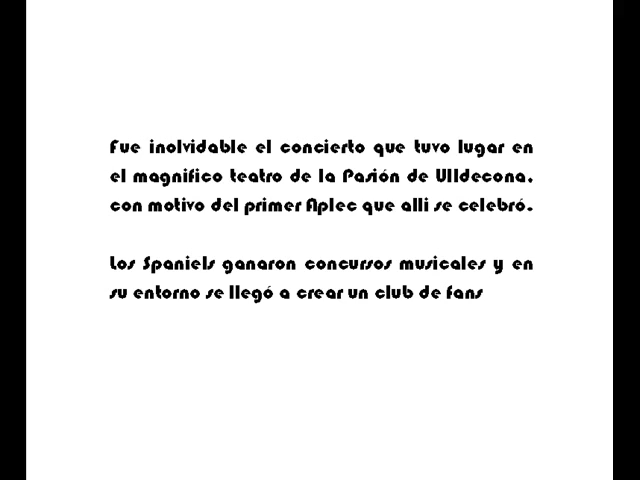 Fue inolvidable el concierto que tuvo lugar en
el magnifico teatro de la Pasión de Ulldecona,
con motivo del primer Aplec que alli se celebró.
Los Spaniels ganaron concursos musicales y en
su entorno se llegó a crear un club de fans